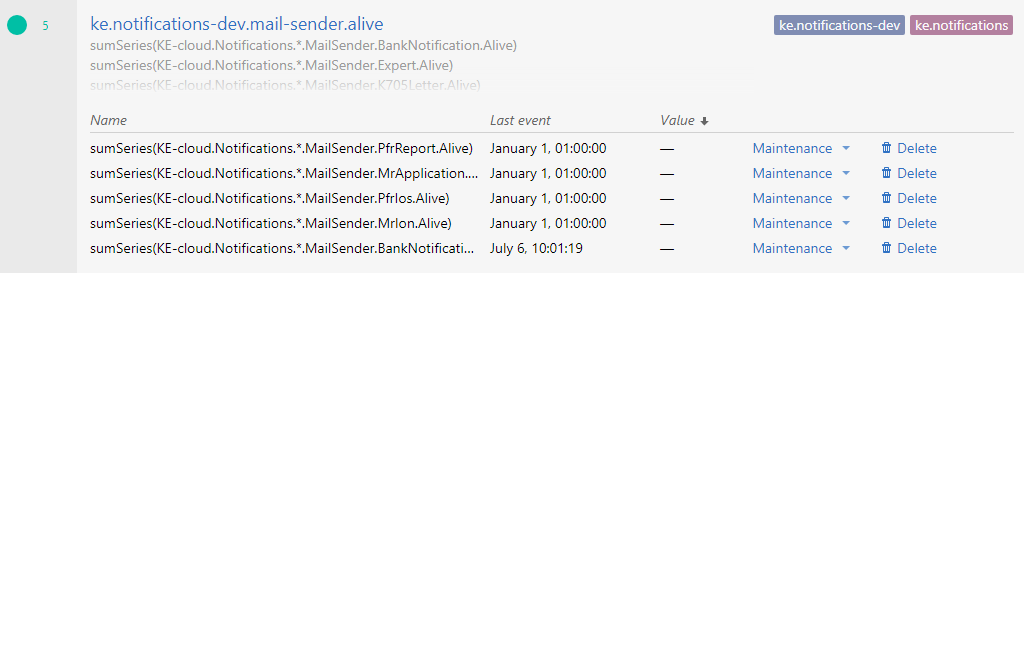 5
ke.notifications-dev.mail-sender.alive
ke.notifications-dev ke.notifications
sumSeries(KE-cloud.Notifications.*.MailSender.BankNotification.Alive)
sumSeries(KE-cloud.Notifications.*.MailSender.Expert.Alive)
sumSeries(KE-cloud.Notifications.*.MailSender.K705Letter.Alive)
Name Last event Value
sumSeries(KE-cloud.Notifications.*.MailSender.PfrReport.Alive) January 1, 01:00:00 — Maintenance Delete
sumSeries(KE-cloud.Notifications.*.MailSender.MrApplication.... January 1, 01:00:00 — Maintenance Delete
sumSeries(KE-cloud.Notifications.*.MailSender.PfrIos.Alive) January 1, 01:00:00 — Maintenance Delete
sumSeries(KE-cloud.Notifications.*.MailSender.MrIon.Alive) January 1, 01:00:00 — Maintenance Delete
sumSeries(KE-cloud.Notifications.*.MailSender.BankNotificati... July 6, 10:01:19 — Maintenance Delete